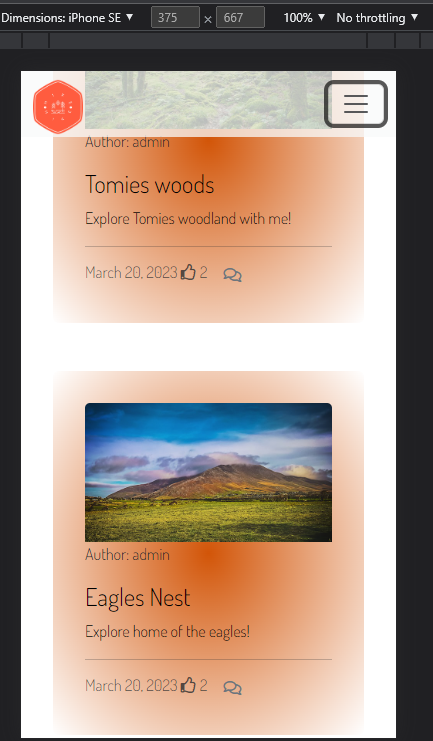 Dimensions: iPhone SE ▼ 375 × 667 100% ▼ No throttling ▼
Author: admin
Tomies woods
Explore Tomies woodland with me!
March 20, 2023 2
Author: admin
Eagles Nest
Explore home of the eagles!
March 20, 2023 2